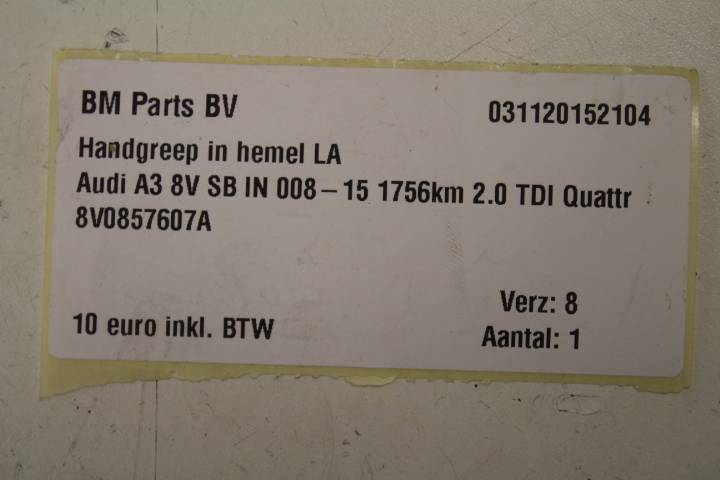 BM Parts BV 031120152104
Handgreep in hemel LA
Audi A3 8V SB IN 008-15 1756km 2.0 TDI Quattr
8V0857607A
Verz: 8
10 euro inkl. BTW Aantal: 1